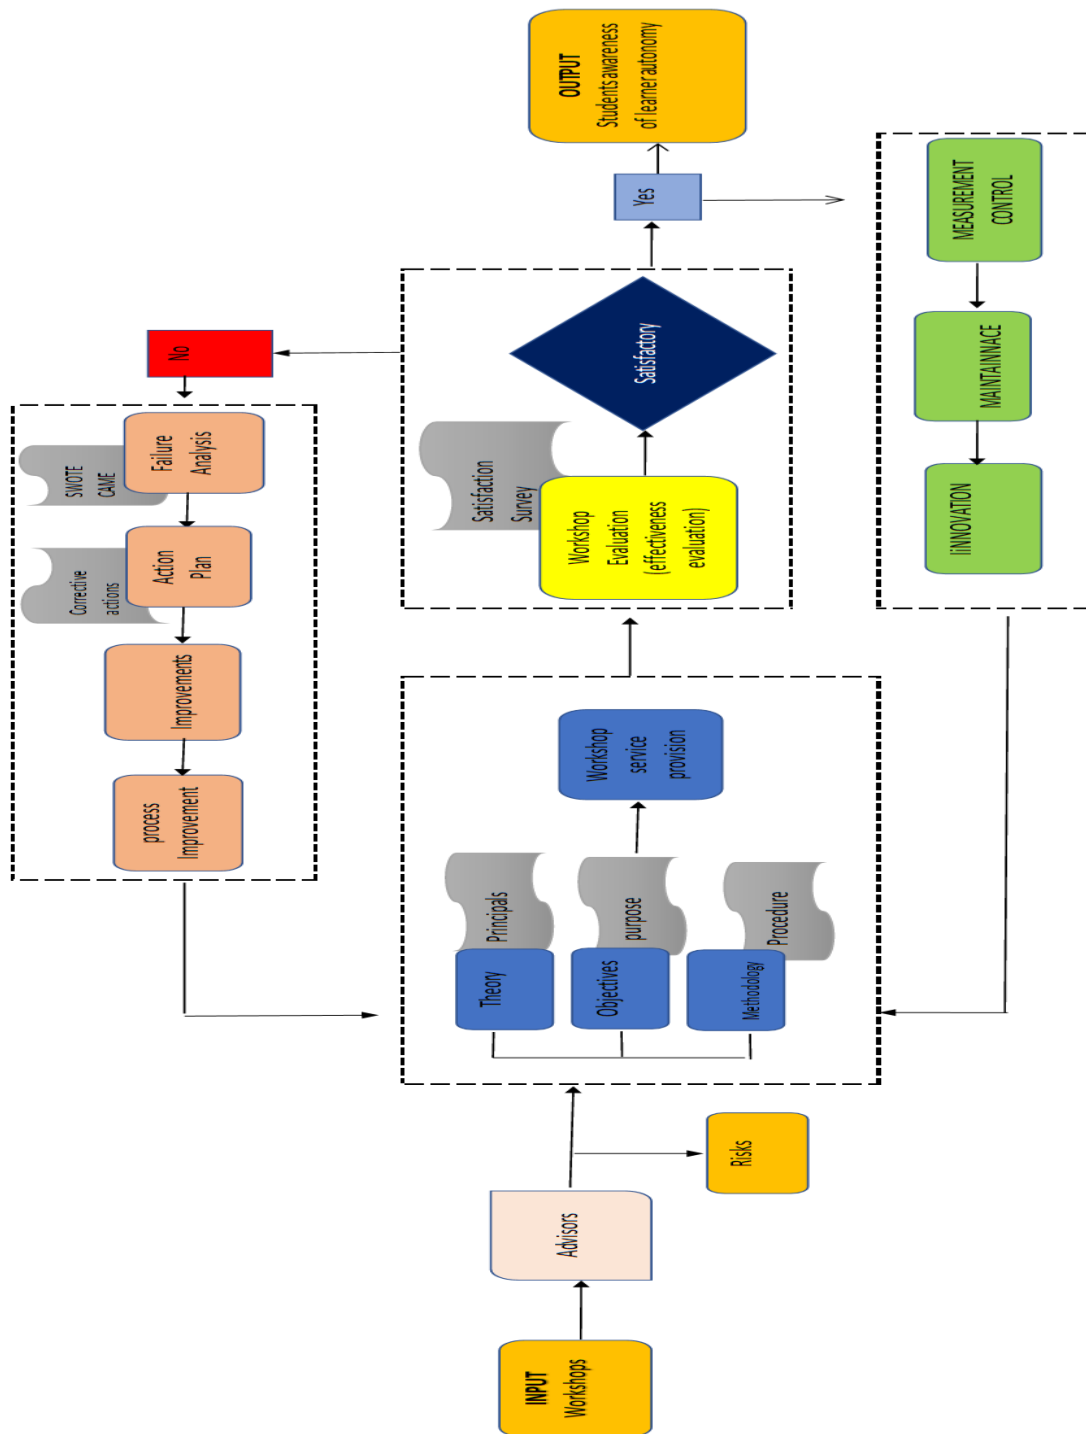 INPUT
Workshops
Advisors
Risks
Theory
Principals
Objectives
purpose
Methodology
Procedure
Workshop
service
provision
Workshop
Evaluation
(effectiveness
evaluation)
Satisfaction
Survey
Satisfactory
Yes
OUTPUT
Students awareness
of learner autonomy
No
Failure
Analysis
SWOTE
CAME
Action
Plan
Corrective
actions
Improvements
process
Improvement
MEASUREMENT
CONTROL
MAINTAINNACE
IiNNOVATION